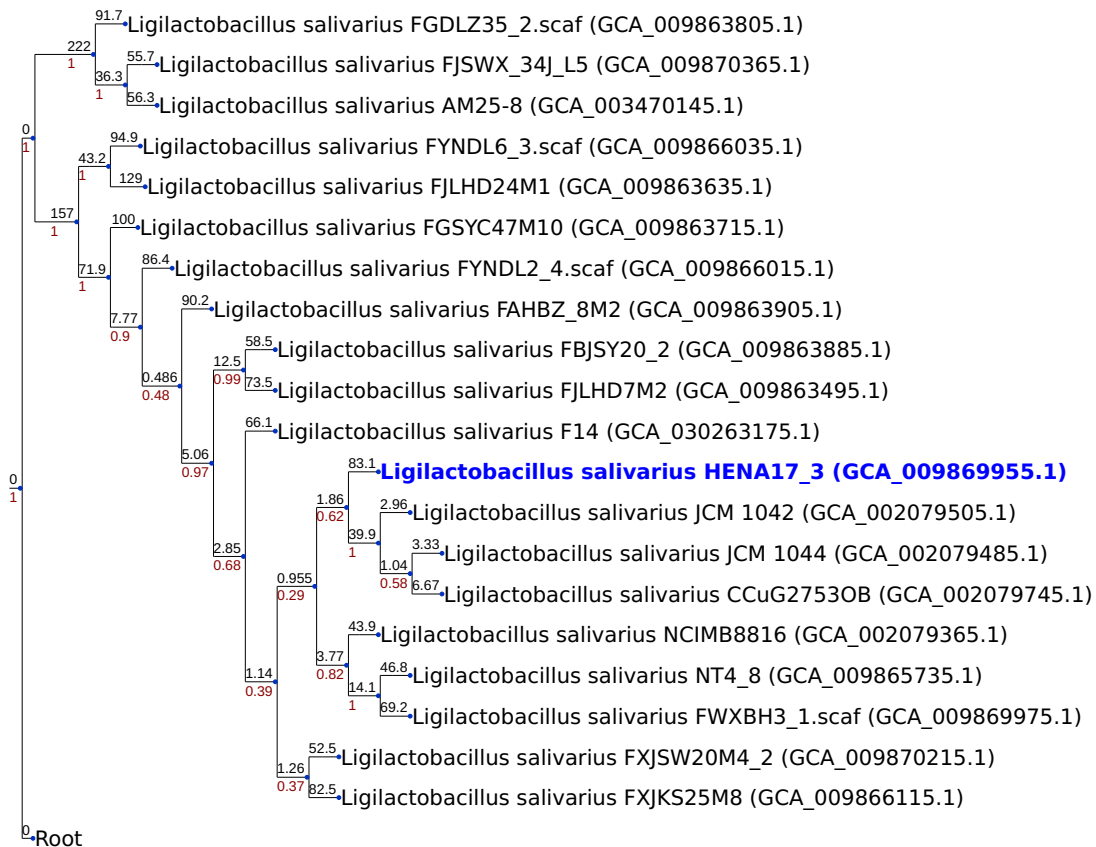 91.7 Ligilactobacillus salivarius FGDLZ35_2.scaf (GCA_009863805.1)
222
1
55.7 Ligilactobacillus salivarius FJSWX_34J_L5 (GCA_009870365.1)
36.3
1
56.3 Ligilactobacillus salivarius AM25-8 (GCA_003470145.1)
0
1
94.9 Ligilactobacillus salivarius FYNDL6_3.scaf (GCA_009866035.1)
43.2
1
129 Ligilactobacillus salivarius FJLHD24M1 (GCA_009863635.1)
157
1
100 Ligilactobacillus salivarius FGSYC47M10 (GCA_009863715.1)
71.9
1
86.4 Ligilactobacillus salivarius FYNDL2_4.scaf (GCA_009866015.1)
7.77
0.9
90.2 Ligilactobacillus salivarius FAHBZ_8M2 (GCA_009863905.1)
0.486
0.48
58.5 Ligilactobacillus salivarius FBJSY20_2 (GCA_009863885.1)
12.5
0.99
73.5 Ligilactobacillus salivarius FJLHD7M2 (GCA_009863495.1)
5.06
0.97
66.1 Ligilactobacillus salivarius F14 (GCA_030263175.1)
83.1 Ligilactobacillus salivarius HENA17_3 (GCA_009869955.1)
0
1
1.86
0.62
2.96 Ligilactobacillus salivarius JCM 1042 (GCA_002079505.1)
39.9
1
3.33 Ligilactobacillus salivarius JCM 1044 (GCA_002079485.1)
2.85
0.68
1.04
0.58
6.67 Ligilactobacillus salivarius CCuG2753OB (GCA_002079745.1)
0.955
0.29
43.9 Ligilactobacillus salivarius NCIMB8816 (GCA_002079365.1)
3.77
0.82
46.8 Ligilactobacillus salivarius NT4_8 (GCA_009865735.1)
1.14
0.39
14.1
1
69.2 Ligilactobacillus salivarius FWXBH3_1.scaf (GCA_009869975.1)
52.5 Ligilactobacillus salivarius FXJSW20M4_2 (GCA_009870215.1)
1.26
0.37
82.5 Ligilactobacillus salivarius FXJKS25M8 (GCA_009866115.1)
0 Root